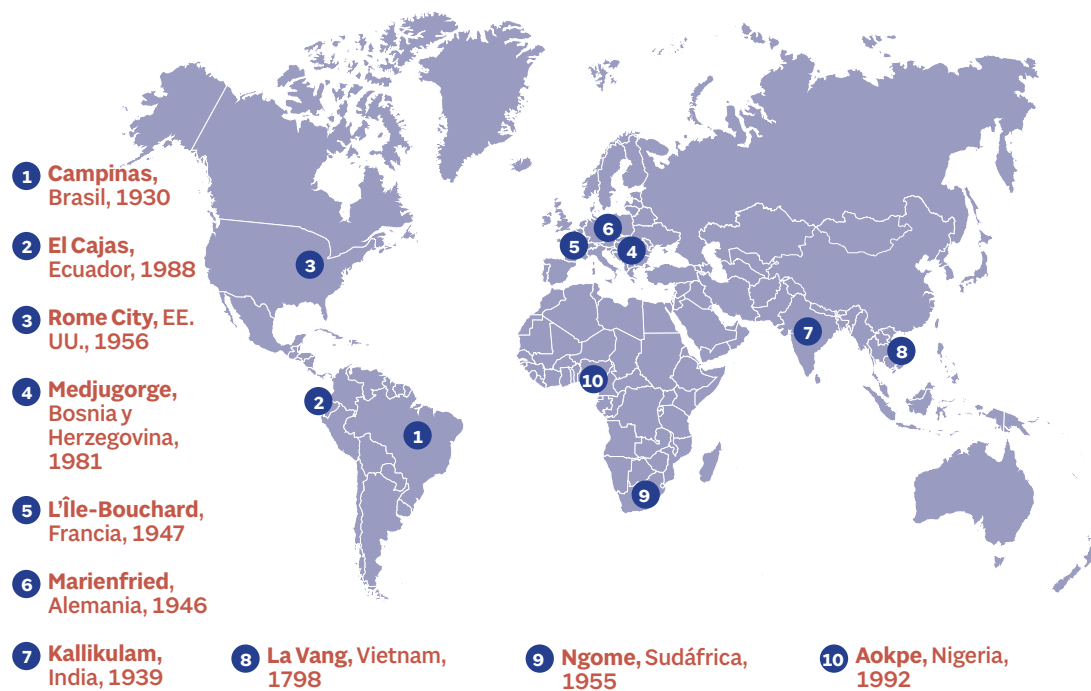 1 Campinas,
Brasil, 1930
2 El Cajas,
Ecuador, 1988
3 Rome City, EE.
UU., 1956
4 Medjugorge,
Bosnia y
Herzegovina,
1981
5 L'Île-Bouchard,
Francia, 1947
6 Marienfried,
Alemania, 1946
7 Kallikulam,
India, 1939
8 La Vang, Vietnam,
1798
9 Ngome, Sudáfrica,
1955
10 Aokpe, Nigeria,
1992
6
5
4
3
7
8
10
2
1
9